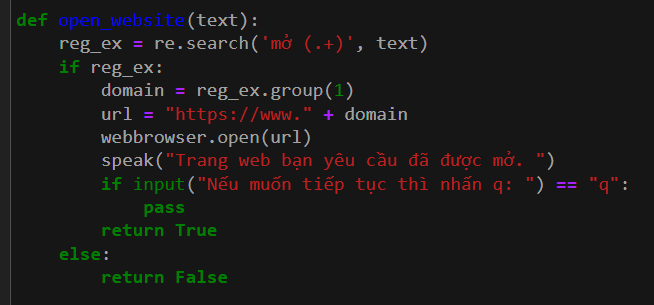 def open_website(text):
    reg_ex = re.search('mở (.+)', text)
    if reg_ex:
        domain = reg_ex.group(1)
        url = "https://www." + domain
        webbrowser.open(url)
        speak("Trang web bạn yêu cầu đã được mở. ")
        if input("Nếu muốn tiếp tục thì nhấn q: ") == "q":
            pass
        return True
    else:
        return False